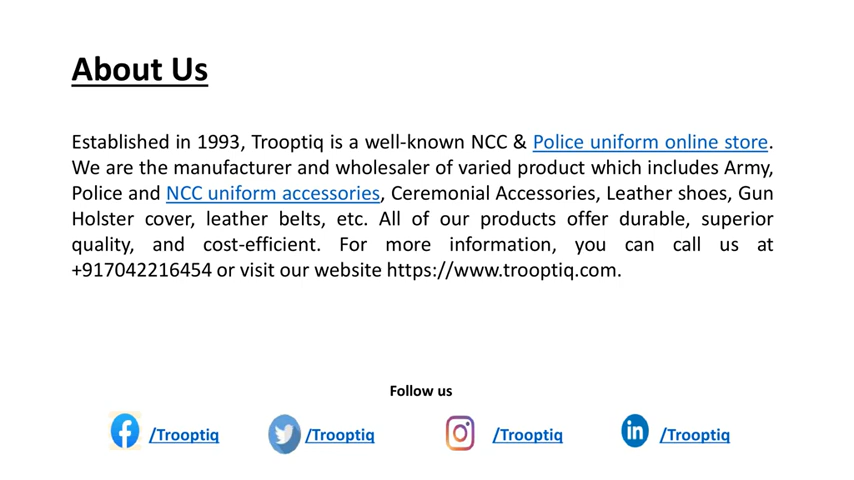 About Us
Established in 1993, Trooptiq is a well-known NCC & Police uniform online store.
We are the manufacturer and wholesaler of varied product which includes Army,
Police and NCC uniform accessories, Ceremonial Accessories, Leather shoes, Gun
Holster cover, leather belts, etc. All of our products offer durable, superior
quality, and cost-efficient. For more information, you can call us at
+917042216454 or visit our website https://www.trooptiq.com.
Follow us
/Trooptiq /Trooptiq /Trooptiq /Trooptiq